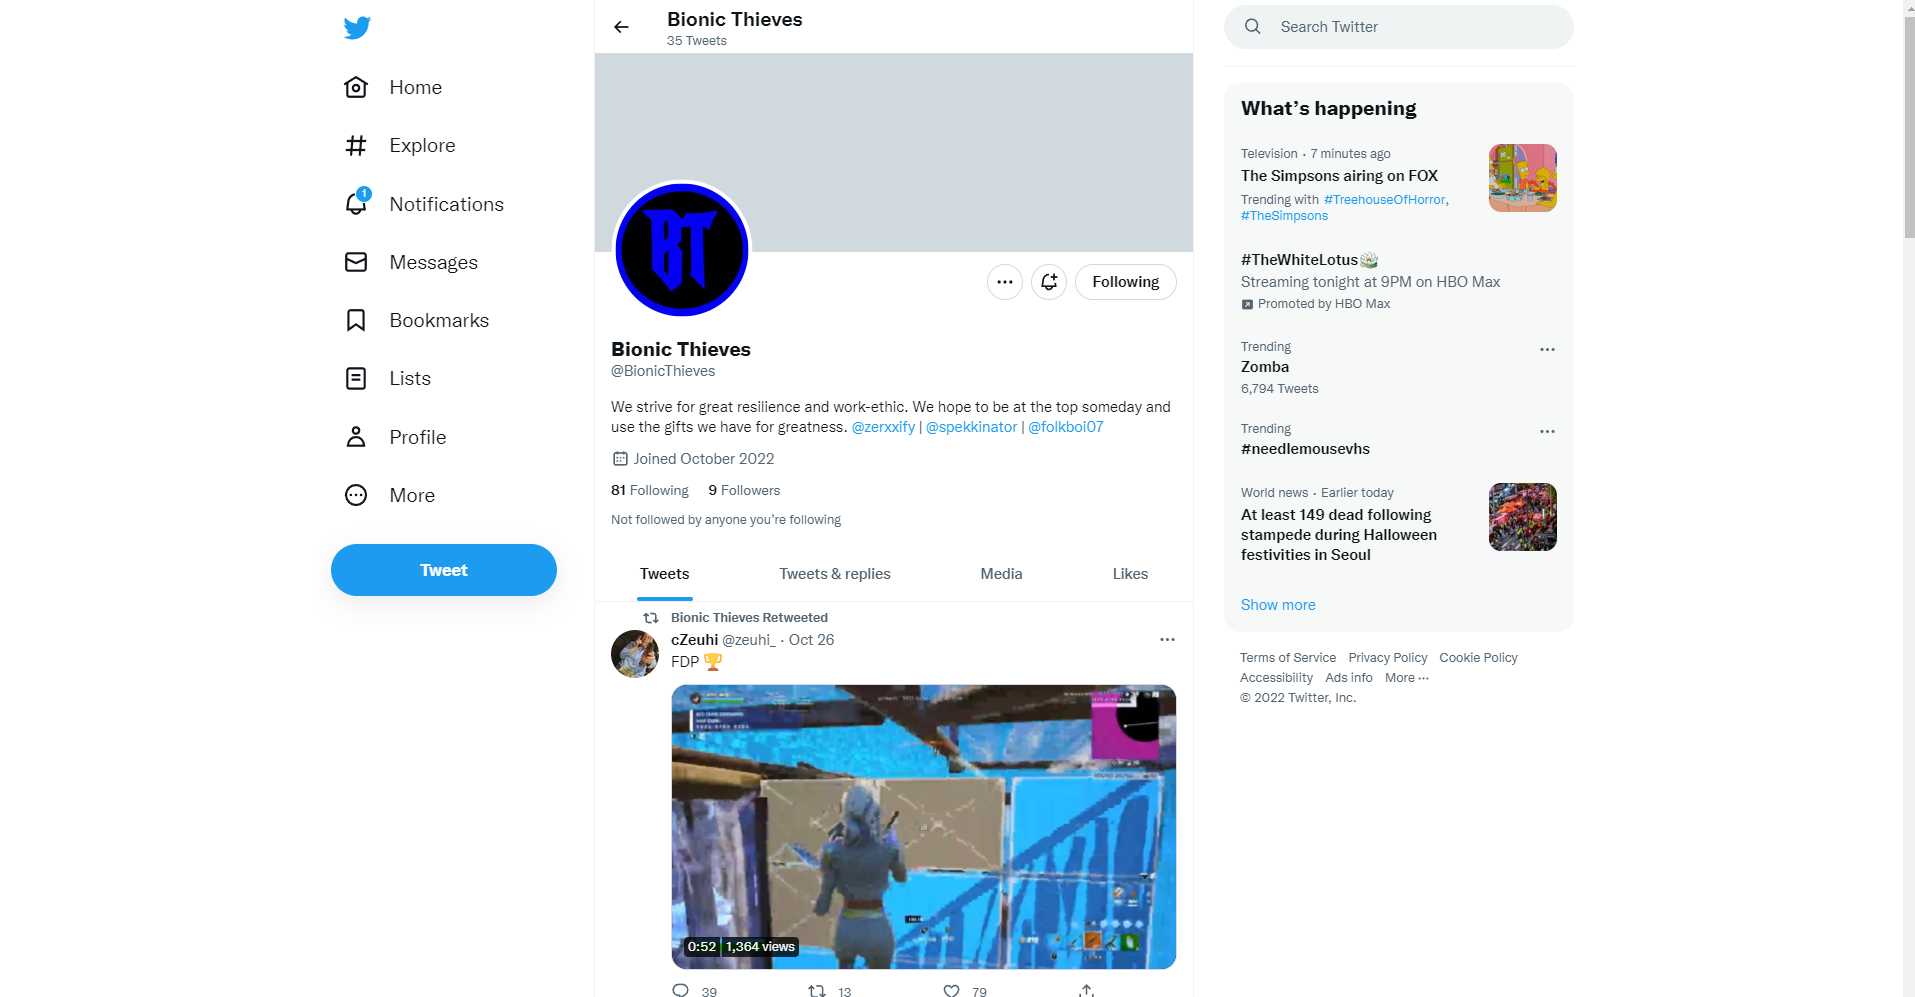 Home
Explore
1
Notifications
Messages
Bookmarks
Lists
Profile
More
Tweet
Bionic Thieves
35 Tweets
BT
Following
Bionic Thieves
@BionicThieves
We strive for great resilience and work-ethic. We hope to be at the top someday and
use the gifts we have for greatness. @zerxxify | @spekkinator | @folkboi07
Joined October 2022
81 Following 9 Followers
Not followed by anyone you're following
Tweets Tweets & replies Media Likes
Bionic Thieves Retweeted
cZeuhi @zeuhi_ · Oct 26
FDP 🏆
0:52 1,364 views
39 13 79
Search Twitter
What's happening
Television · 7 minutes ago
The Simpsons airing on FOX
Trending with #TreehouseOfHorror,
#TheSimpsons
#TheWhiteLotus
Streaming tonight at 9PM on HBO Max
Promoted by HBO Max
Trending
Zomba
6,794 Tweets
Trending
#needlemousevhs
World news · Earlier today
At least 149 dead following
stampede during Halloween
festivities in Seoul
Show more
Terms of Service Privacy Policy Cookie Policy
Accessibility Ads info More ···
© 2022 Twitter, Inc.